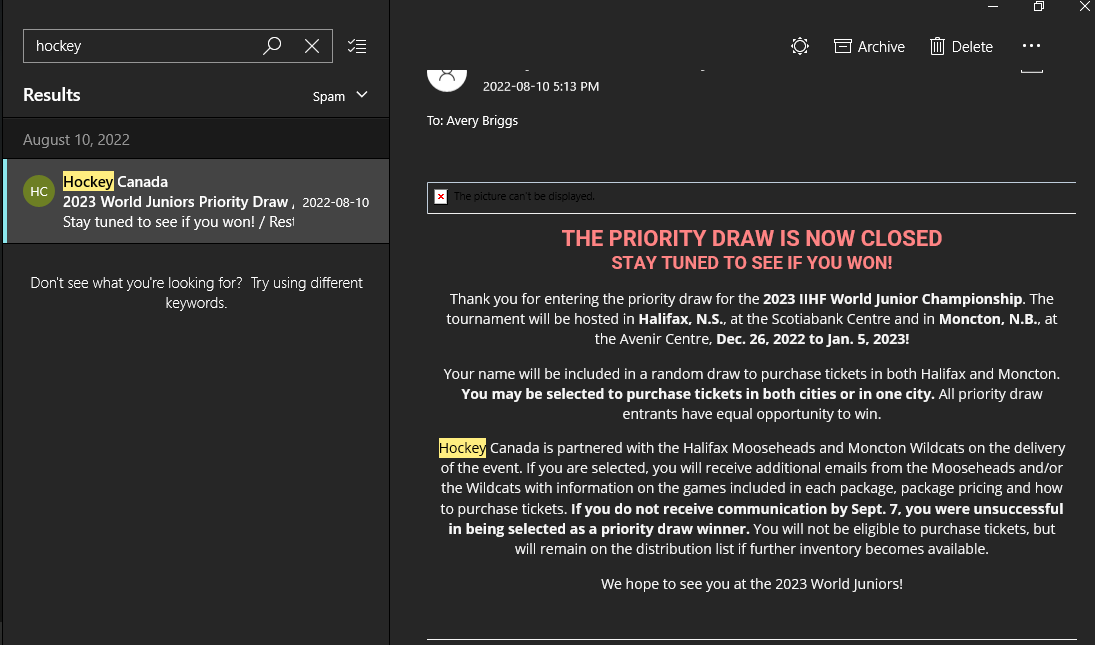 hockey
Results
Spam
August 10, 2022
HC
Hockey Canada
2023 World Juniors Priority Draw / 2022-08-10
Stay tuned to see if you won! / Rest
Don't see what you're looking for? Try using different
keywords.
Archive
Delete
2022-08-10 5:13 PM
To: Avery Briggs
The picture can't be displayed.
THE PRIORITY DRAW IS NOW CLOSED
STAY TUNED TO SEE IF YOU WON!
Thank you for entering the priority draw for the 2023 IIHF World Junior Championship. The
tournament will be hosted in Halifax, N.S., at the Scotiabank Centre and in Moncton, N.B., at
the Avenir Centre, Dec. 26, 2022 to Jan. 5, 2023!
Your name will be included in a random draw to purchase tickets in both Halifax and Moncton.
You may be selected to purchase tickets in both cities or in one city. All priority draw
entrants have equal opportunity to win.
Hockey Canada is partnered with the Halifax Mooseheads and Moncton Wildcats on the delivery
of the event. If you are selected, you will receive additional emails from the Mooseheads and/or
the Wildcats with information on the games included in each package, package pricing and how
to purchase tickets. If you do not receive communication by Sept. 7, you were unsuccessful
in being selected as a priority draw winner. You will not be eligible to purchase tickets, but
will remain on the distribution list if further inventory becomes available.
We hope to see you at the 2023 World Juniors!